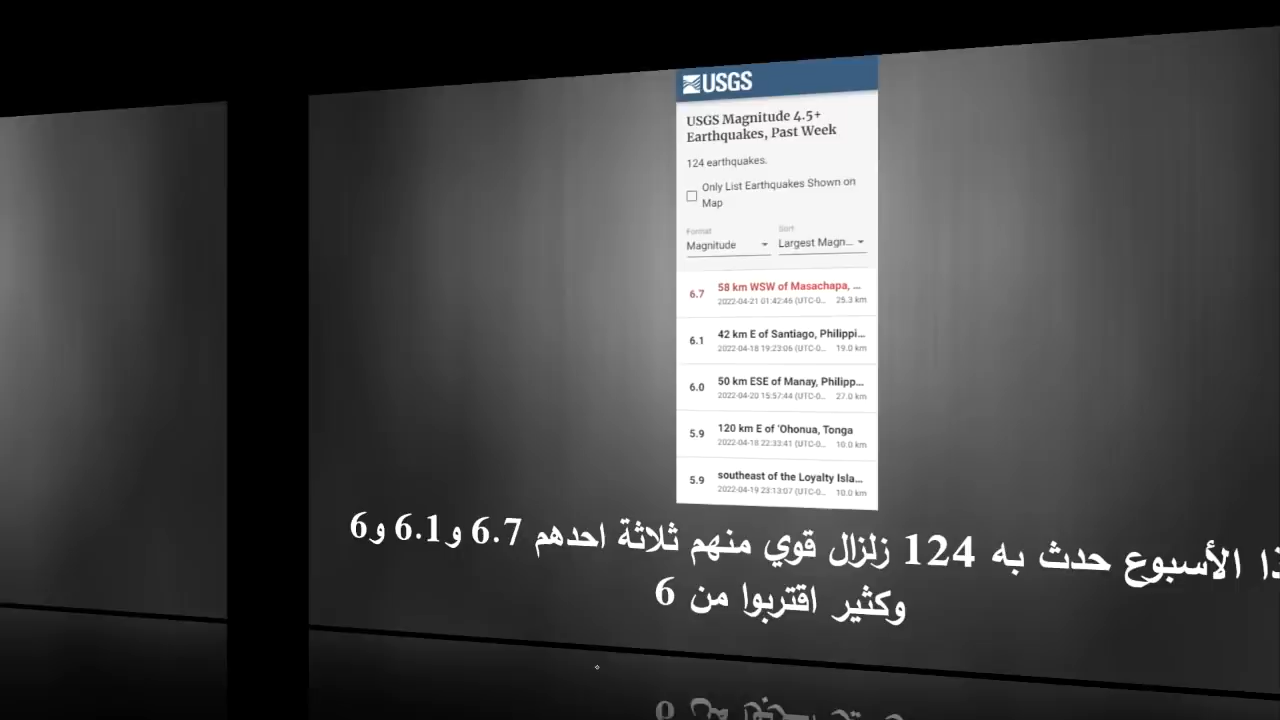 USGS
USGS Magnitude 4.5+
Earthquakes, Past Week
124 earthquakes.
Only List Earthquakes Shown on
Map
Format
Sort
Magnitude
Largest Magn...
6.7
58 km WSW of Masachapa, ...
2022-04-21 01:42:46 (UTC-0...
25.3 km
6.1
42 km E of Santiago, Philippi...
2022-04-18 19:23:06 (UTC-0...
19.0 km
6.0
50 km ESE of Manay, Philipp...
2022-04-20 15:57:44 (UTC-0...
27.0 km
5.9
120 km E of 'Ohonua, Tonga
2022-04-18 22:33:41 (UTC-0...
10.0 km
5.9
southeast of the Loyalty Isla...
2022-04-19 23:13:07 (UTC-0...
10.0 km
الأسبوع حدث به 124 زلزال قوي منهم ثلاثة احدهم 6.7 و6.1 و6
وكثير اقتربوا من 6